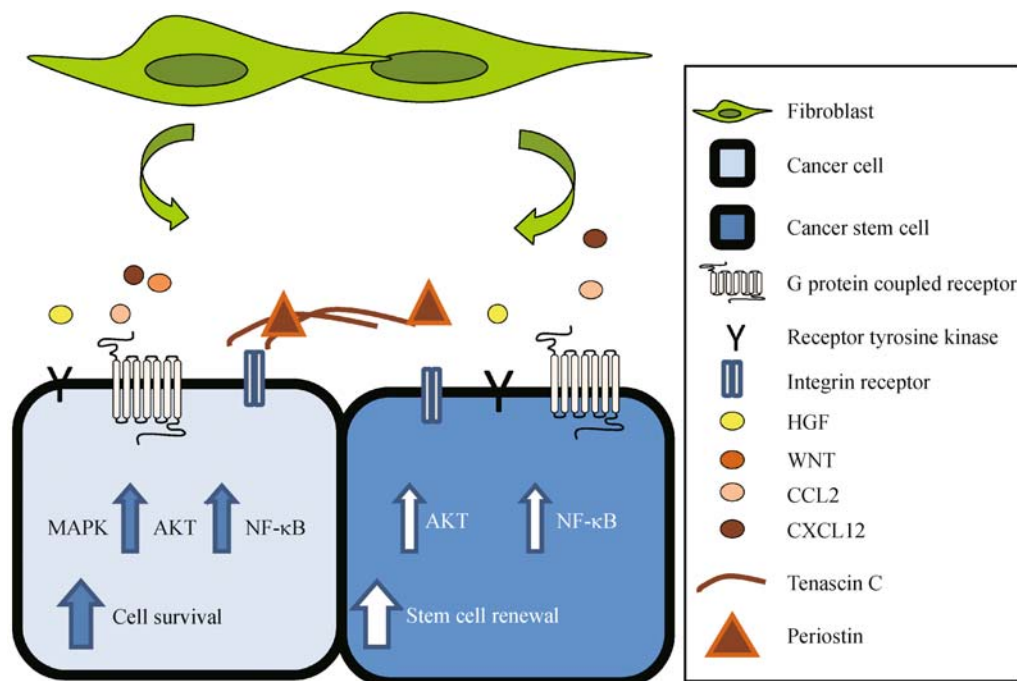 Fibroblast
Cancer cell
Cancer stem cell
G protein coupled receptor
Receptor tyrosine kinase
Integrin receptor
HGF
WNT
CCL2
CXCL12
Tenascin C
Periostin
MAPK AKT NF-κB
Cell survival
AKT NF-κB
Stem cell renewal